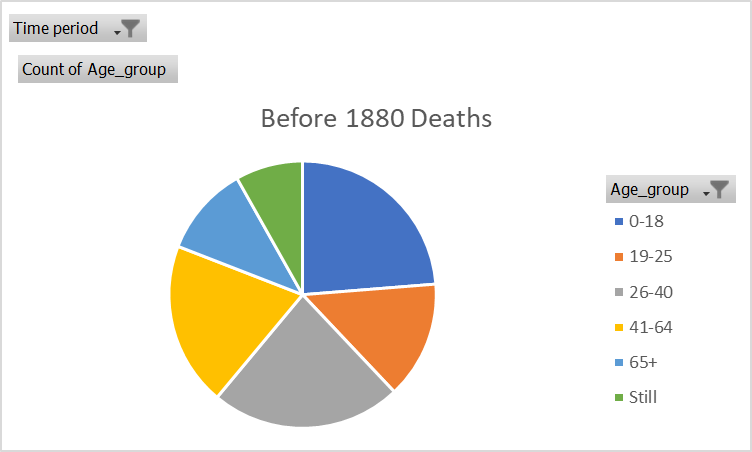 Time period
Count of Age_group
Before 1880 Deaths
Age_group
0-18
19-25
26-40
41-64
65+
Still